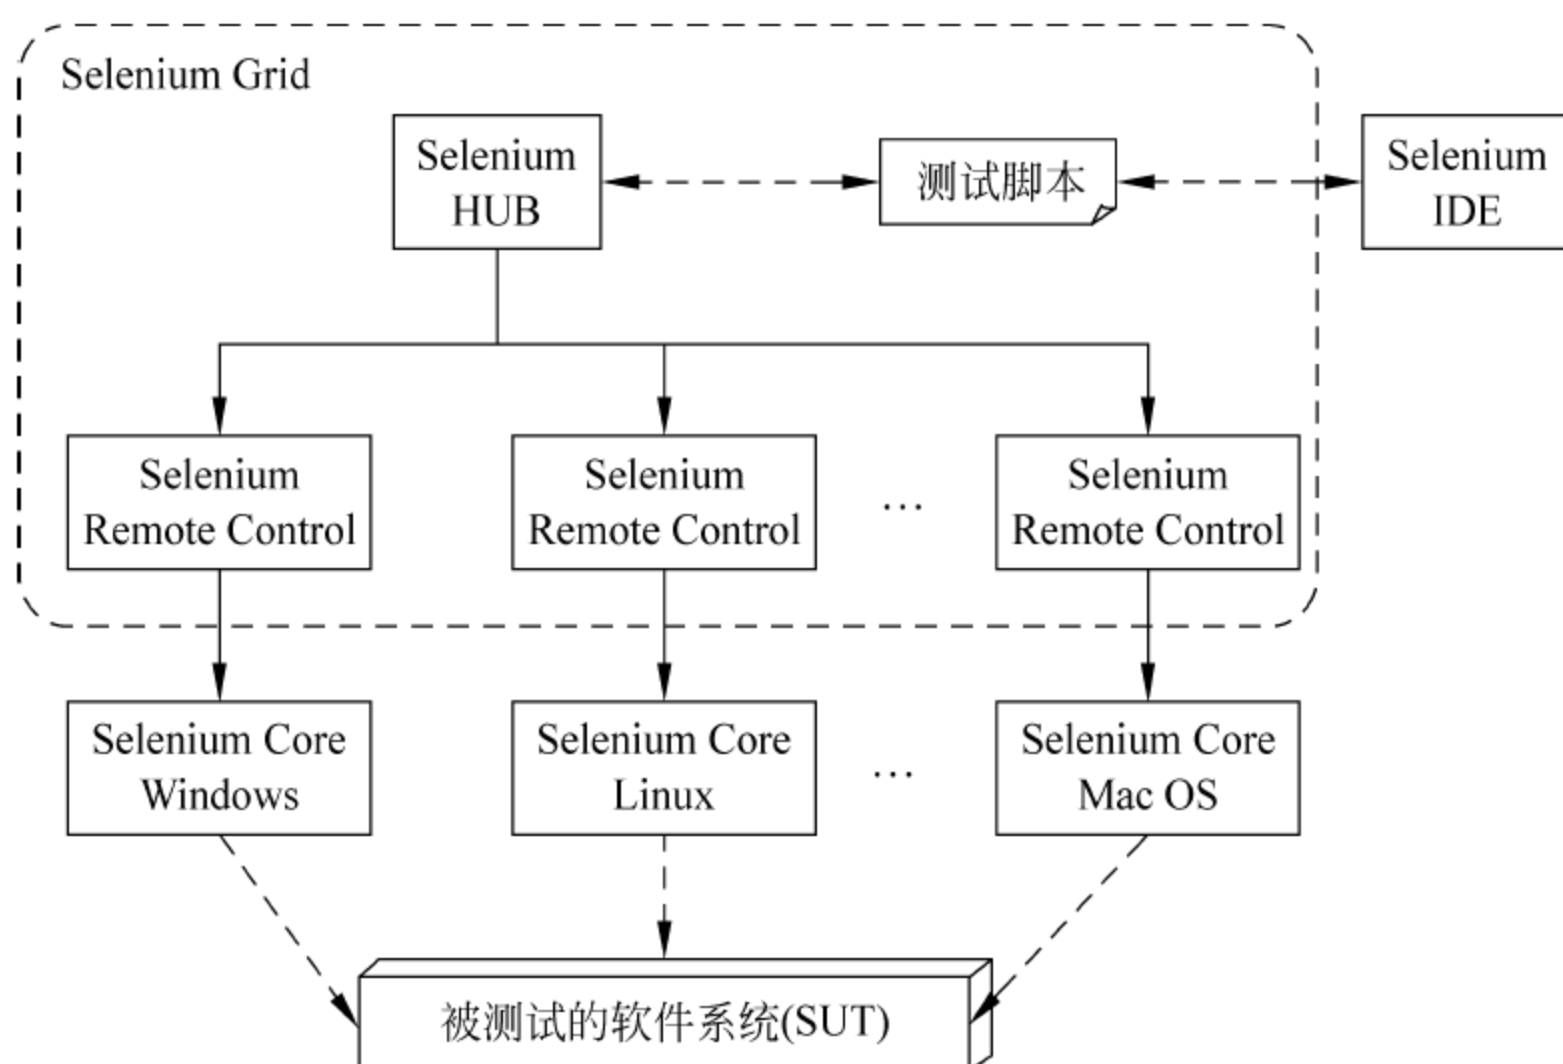 Selenium Grid
Selenium
HUB
测试脚本
Selenium
IDE
Selenium
Remote Control
Selenium
Remote Control
…
Selenium
Remote Control
Selenium Core
Windows
Selenium Core
Linux
…
Selenium Core
Mac OS
被测试的软件系统(SUT)